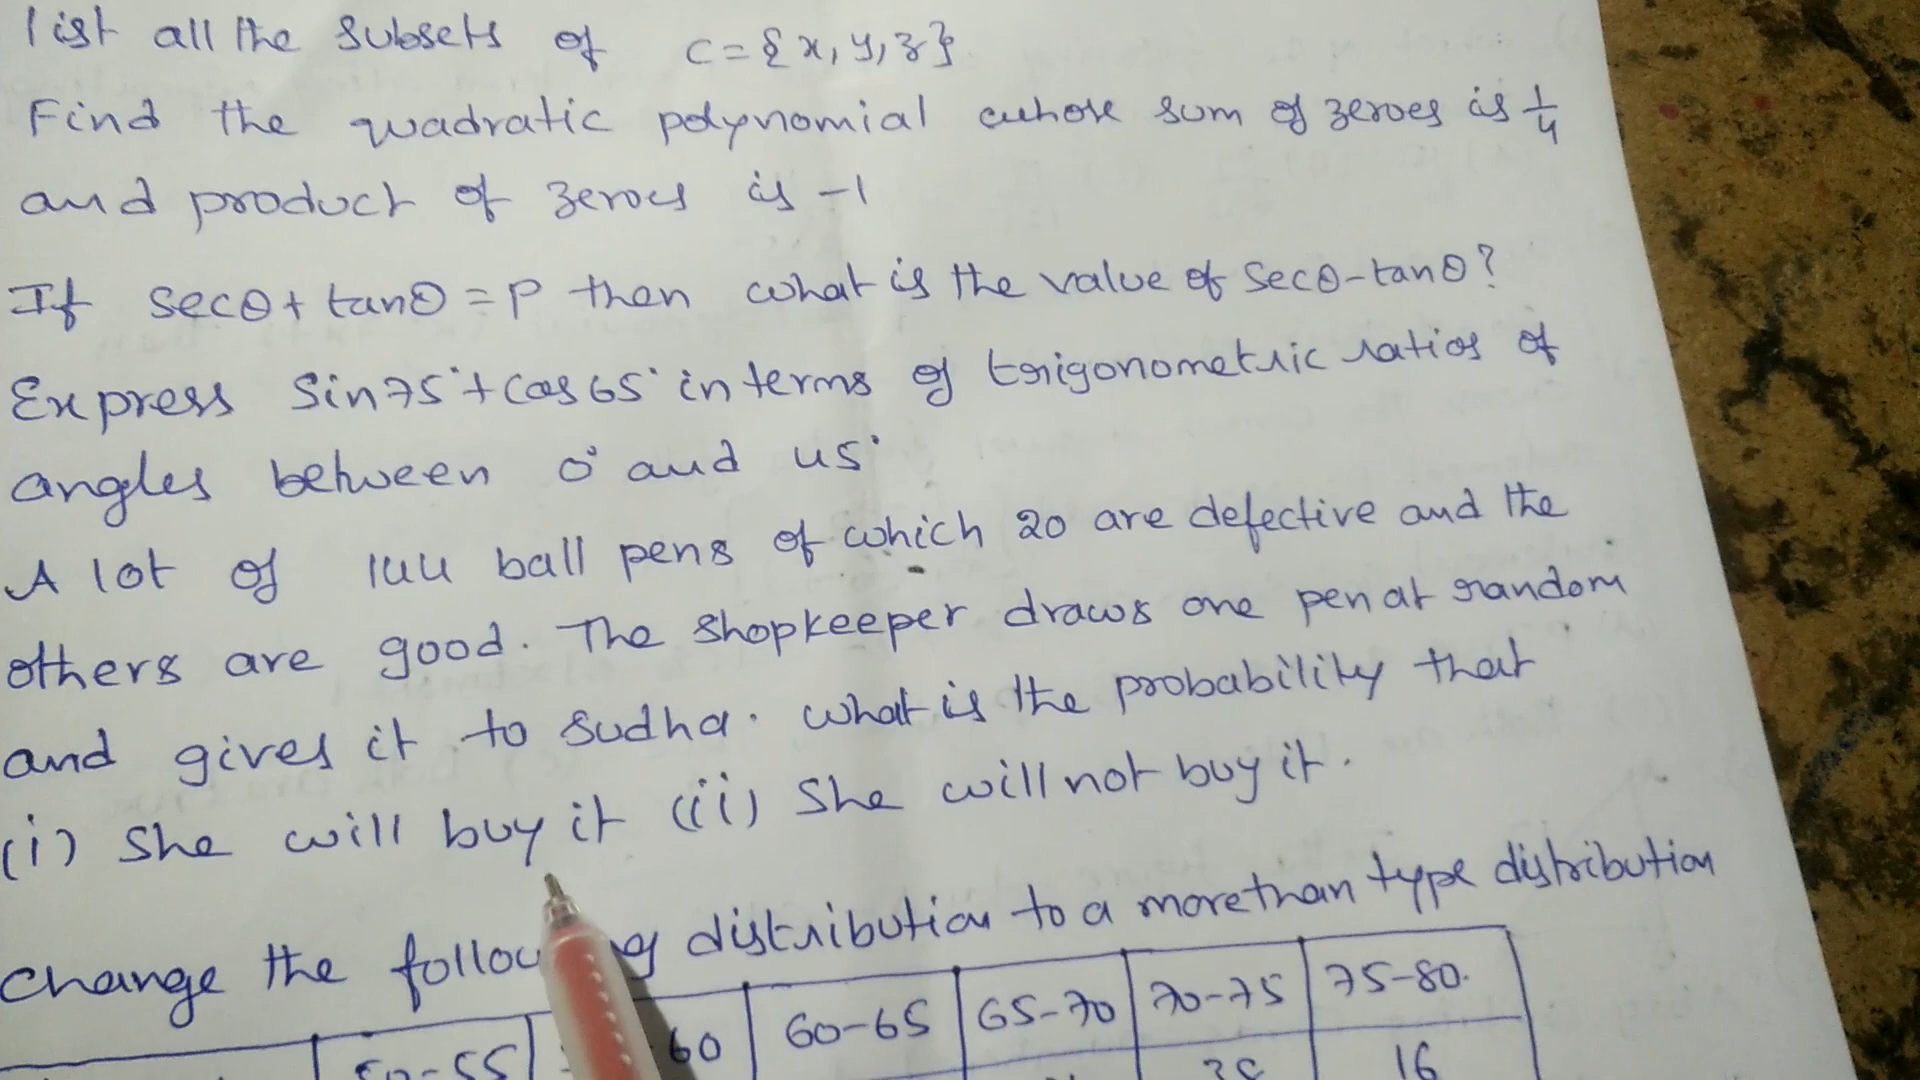 list all the subsets of C={x, y, z}
Find the quadratic polynomial whose sum of zeroes is 1/4
and product of zeroes is -1
If secθ+tanθ=P then what is the value of Secθ-tanθ?
Express Sin75°+Cos65° in terms of trigonometric ratios of
angles between 0° and 45°
A lot of 144 ball pens of which 20 are defective and the
others are good. The shopkeeper draws one pen at random
and gives it to Sudha. What is the probability that
(i) She will buy it (ii) She will not buy it.
Change the distribution to a morethan type distribution
50-55 60 60-65 65-70 70-75 75-80.
16